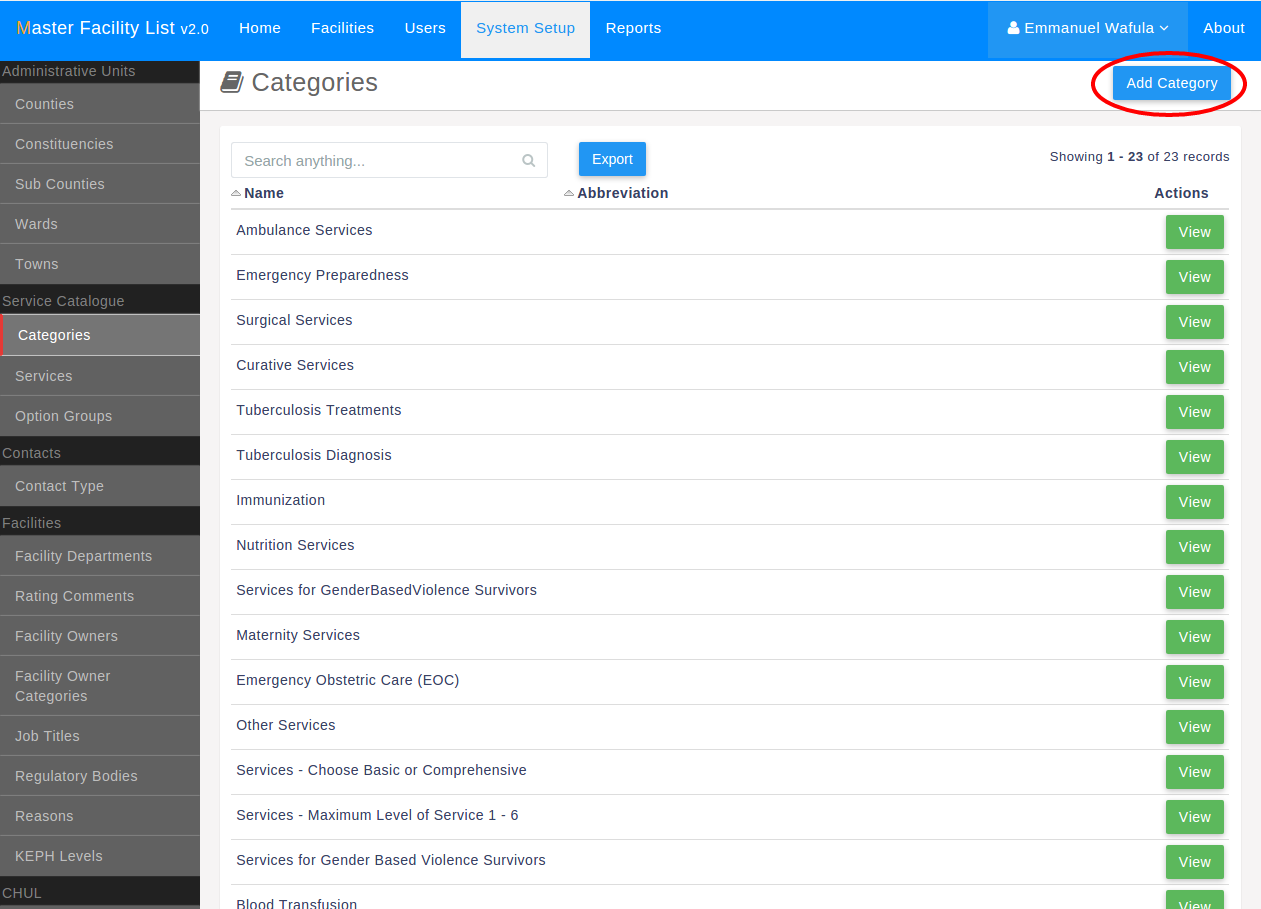 Master Facility List v2.0 Home Facilities Users System Setup Reports Emmanuel Wafula About
Administrative Units
Counties
Constituencies
Sub Counties
Wards
Towns
Service Catalogue
Categories
Services
Option Groups
Contacts
Contact Type
Facilities
Facility Departments
Rating Comments
Facility Owners
Facility Owner
Categories
Job Titles
Regulatory Bodies
Reasons
KEPH Levels
CHUL
Categories Add Category
Search anything... Export Showing 1 - 23 of 23 records
Name Abbreviation Actions
Ambulance Services View
Emergency Preparedness View
Surgical Services View
Curative Services View
Tuberculosis Treatments View
Tuberculosis Diagnosis View
Immunization View
Nutrition Services View
Services for GenderBasedViolence Survivors View
Maternity Services View
Emergency Obstetric Care (EOC) View
Other Services View
Services - Choose Basic or Comprehensive View
Services - Maximum Level of Service 1 - 6 View
Services for Gender Based Violence Survivors View
Blood Transfusion View